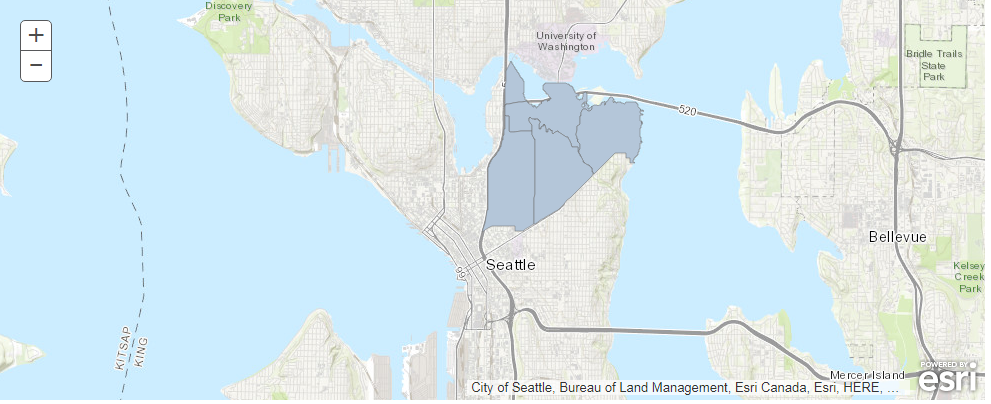 Discovery
Park
+
−
University of
Washington
Bridle Trails
State
Park
520
Bellevue
Seattle
99
Kelsey
Creek
Park
KITSAP
KING
Mercer Island
POWERED BY
esri
City of Seattle, Bureau of Land Management, Esri Canada, Esri, HERE, ...